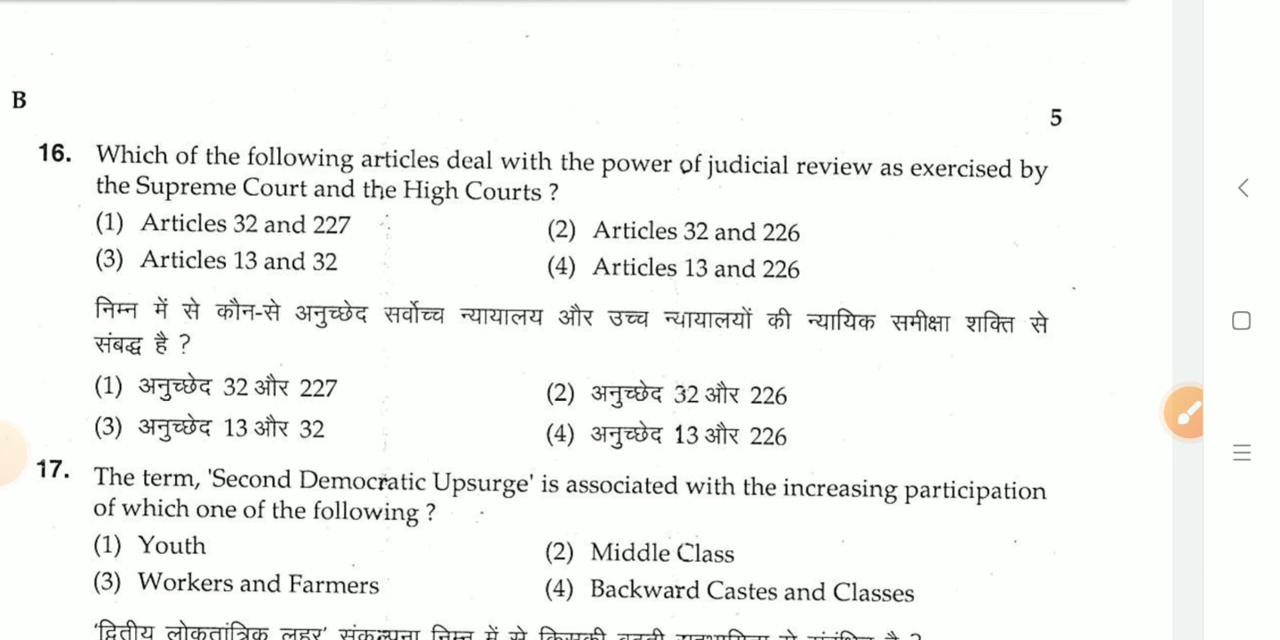 B
5
16. Which of the following articles deal with the power of judicial review as exercised by
the Supreme Court and the High Courts ?
(1) Articles 32 and 227 (2) Articles 32 and 226
(3) Articles 13 and 32 (4) Articles 13 and 226
निम्न में से कौन-से अनुच्छेद सर्वोच्च न्यायालय और उच्च न्यायालयों की न्यायिक समीक्षा शक्ति से
संबद्ध है ?
(1) अनुच्छेद 32 और 227 (2) अनुच्छेद 32 और 226
(3) अनुच्छेद 13 और 32 (4) अनुच्छेद 13 और 226
17. The term, 'Second Democratic Upsurge' is associated with the increasing participation
of which one of the following ?
(1) Youth (2) Middle Class
(3) Workers and Farmers (4) Backward Castes and Classes
'द्वितीय लोकतांत्रिक लहर' संकल्पना निम्न में से किसकी